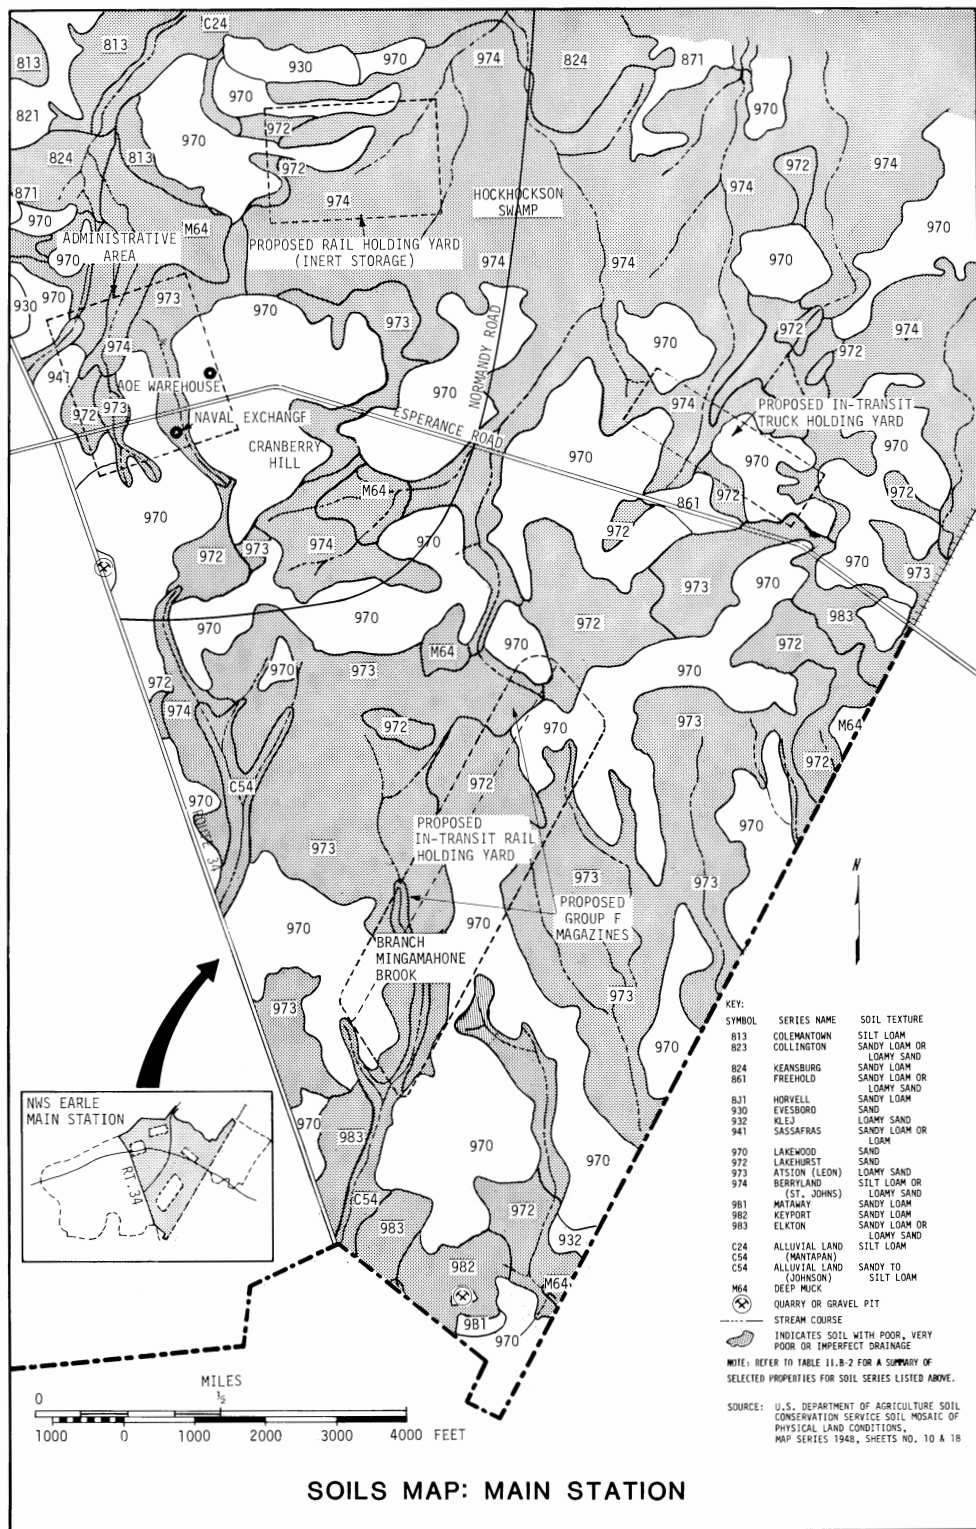 C24
813
813
930
970
974
824
871
970
970
821
972
970
824
813
972
972
974
871
974
974
HOCKHOCKSON
SWAMP
970
M64
970
ADMINISTRATIVE
AREA
PROPOSED RAIL HOLDING YARD
(INERT STORAGE)
974
974
970
970
930
970
973
970
973
NORMANDY ROAD
970
972
974
974
972
941
AOE WAREHOUSE
970
974
972
973
NAVAL EXCHANGE
ESPERANCE ROAD
PROPOSED IN-TRANSIT
TRUCK HOLDING YARD
CRANBERRY
HILL
970
970
970
M64
972
972
861
970
972
974
970
972
973
970
973
970
973
970
972
983
970
M64
970
972
972
970
973
970
972
974
972
970
973
M64
C54
972
972
970
970
ROUTE 34
PROPOSED
IN-TRANSIT RAIL
HOLDING YARD
973
973
973
PROPOSED
GROUP F
MAGAZINES
970
970
BRANCH
MINGAMAHONE
BROOK
N
973
973
970
970
983
970
970
C54
983
972
932
982
M64
9B1
970
NWS EARLE
MAIN STATION
RT. 34
KEY:
SYMBOL SERIES NAME SOIL TEXTURE
813 COLEMANTOWN SILT LOAM
823 COLLINGTON SANDY LOAM OR
LOAMY SAND
824 KEANSBURG SANDY LOAM
861 FREEHOLD SANDY LOAM OR
LOAMY SAND
8J1 HORVELL SANDY LOAM
930 EVESBORO SAND
932 KLEJ LOAMY SAND
941 SASSAFRAS SANDY LOAM OR
LOAM
970 LAKEWOOD SAND
972 LAKEHURST SAND
973 ATSION (LEON) LOAMY SAND
974 BERRYLAND SILT LOAM OR
(ST. JOHNS) LOAMY SAND
9B1 MATAWAY SANDY LOAM
982 KEYPORT SANDY LOAM
983 ELKTON SANDY LOAM OR
LOAMY SAND
C24 ALLUVIAL LAND SILT LOAM
C54 (MANTAPAN)
C54 ALLUVIAL LAND SANDY TO
(JOHNSON) SILT LOAM
M64 DEEP MUCK
QUARRY OR GRAVEL PIT
STREAM COURSE
INDICATES SOIL WITH POOR, VERY
POOR OR IMPERFECT DRAINAGE
NOTE: REFER TO TABLE II.B-2 FOR A SUMMARY OF
SELECTED PROPERTIES FOR SOIL SERIES LISTED ABOVE.
SOURCE: U.S. DEPARTMENT OF AGRICULTURE SOIL
CONSERVATION SERVICE SOIL MOSAIC OF
PHYSICAL LAND CONDITIONS,
MAP SERIES 1948, SHEETS NO. 10 & 18
MILES
0 ½
1000 0 1000 2000 3000 4000 FEET
SOILS MAP: MAIN STATION